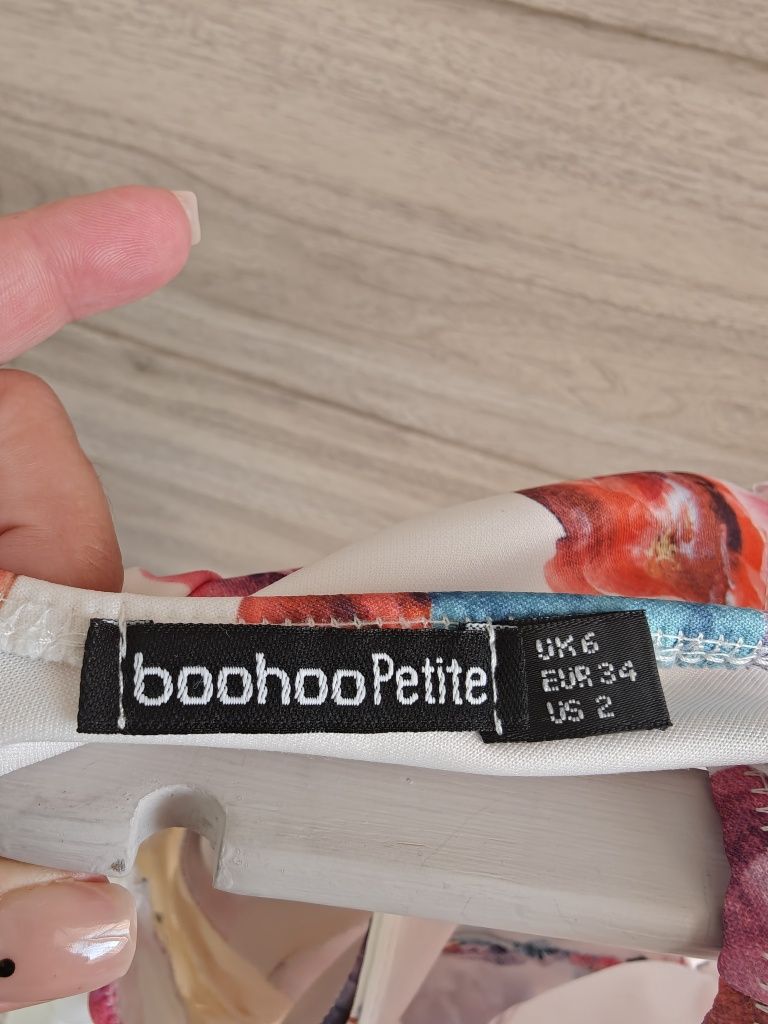 boohooPetite
UK 6
EUR 34
US 2